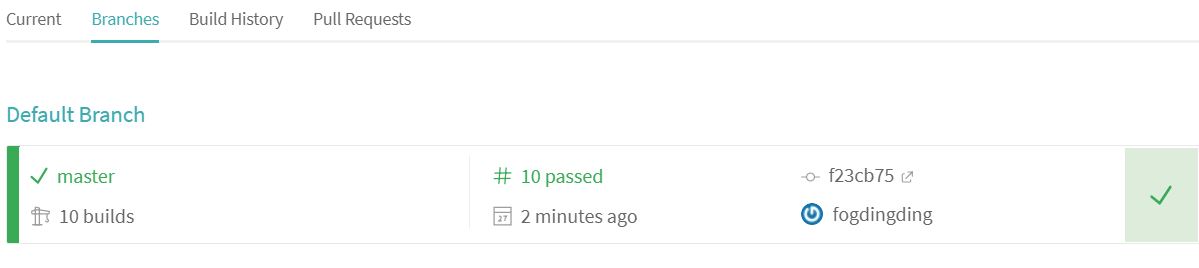 Current Branches Build History Pull Requests
Default Branch
master # 10 passed f23cb75
10 builds 27 2 minutes ago fogdingding